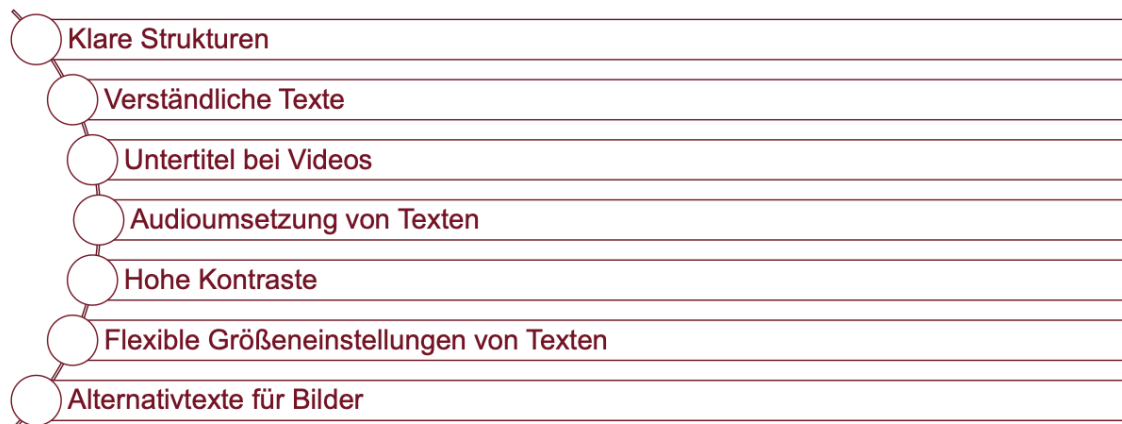 Klare Strukturen
Verständliche Texte
Untertitel bei Videos
Audioumsetzung von Texten
Hohe Kontraste
Flexible Größeneinstellungen von Texten
Alternativtexte für Bilder